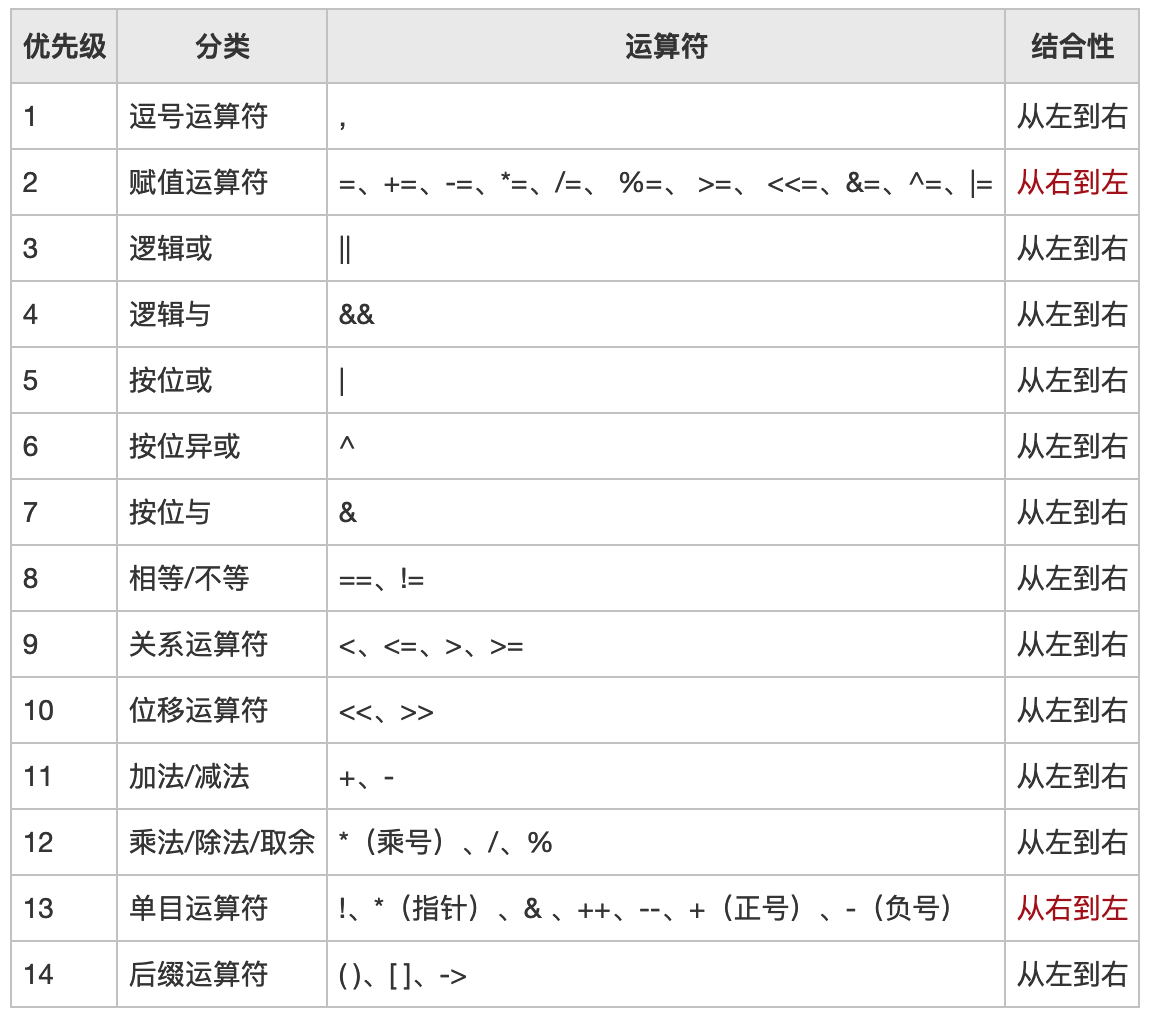 优先级 分类 运算符 结合性
1 逗号运算符 , 从左到右
2 赋值运算符 =、+=、-=、*=、/=、 %=、 >=、 <<=、&=、^=、|= 从右到左
3 逻辑或 || 从左到右
4 逻辑与 && 从左到右
5 按位或 | 从左到右
6 按位异或 ^ 从左到右
7 按位与 & 从左到右
8 相等/不等 ==、!= 从左到右
9 关系运算符 <、<=、>、>= 从左到右
10 位移运算符 <<、>> 从左到右
11 加法/减法 +、- 从左到右
12 乘法/除法/取余 *（乘号）、/、% 从左到右
13 单目运算符 !、*（指针）、& 、++、--、+（正号）、-（负号） 从右到左
14 后缀运算符 ( )、[ ]、-> 从左到右